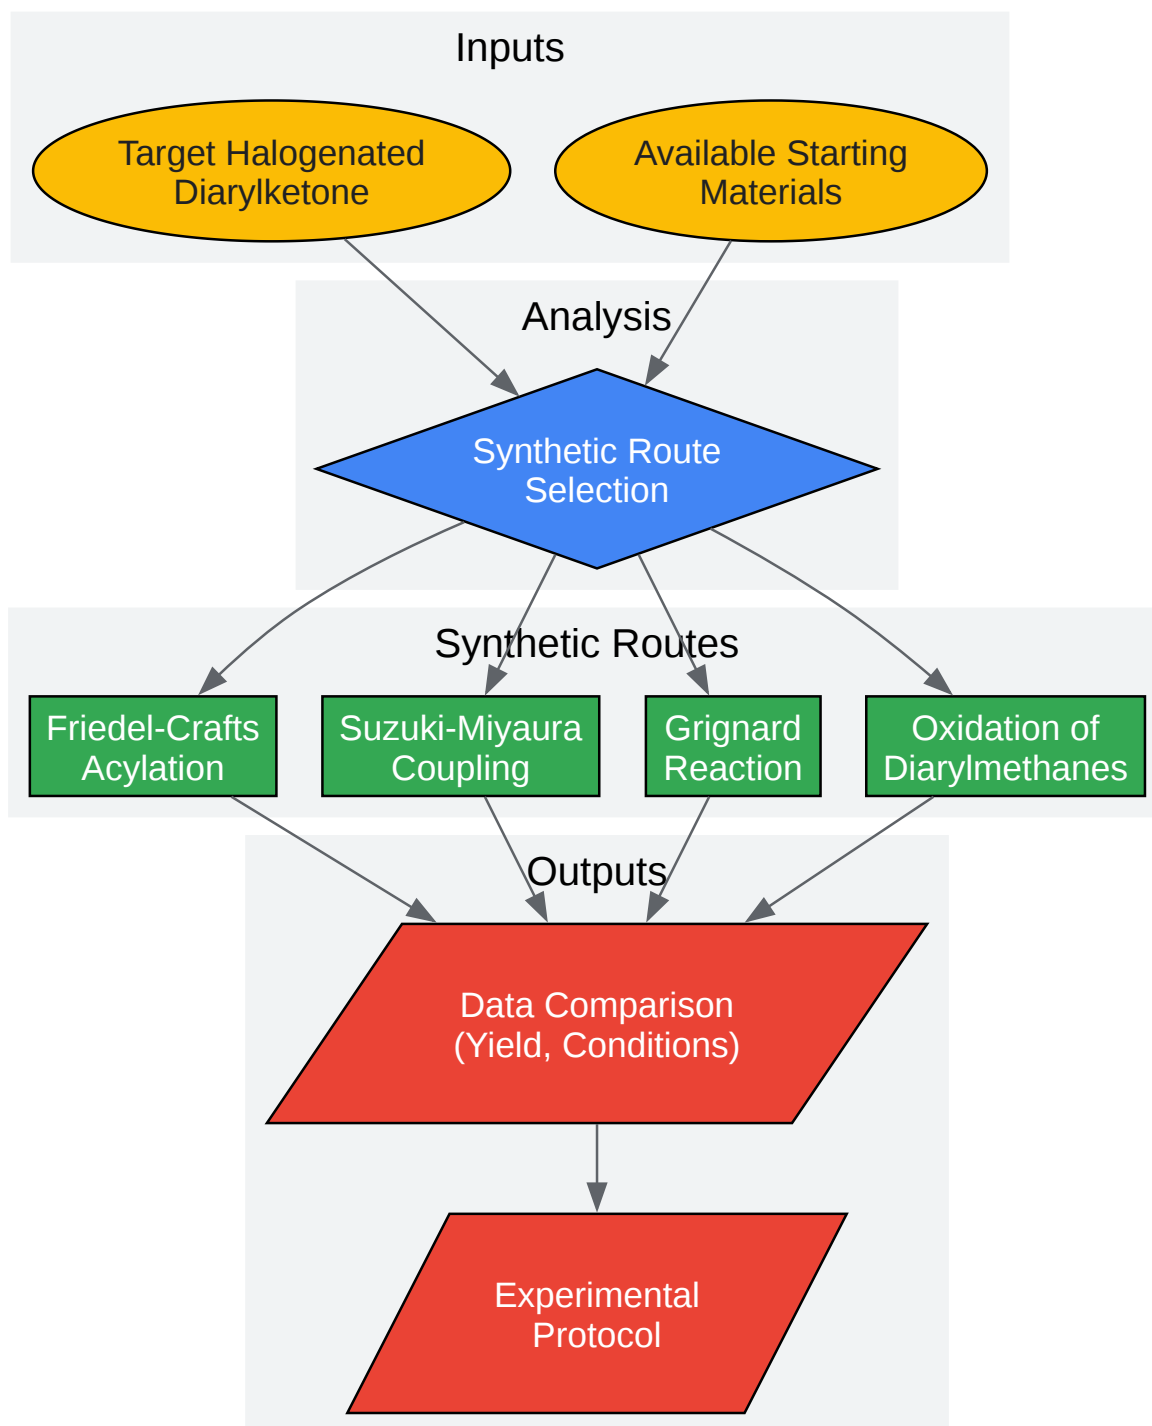 Inputs
Target Halogenated
Diarylketone
Available Starting
Materials
Analysis
Synthetic Route
Selection
Synthetic Routes
Friedel-Crafts
Acylation
Suzuki-Miyaura
Coupling
Grignard
Reaction
Oxidation of
Diarylmethanes
Outputs
Data Comparison
(Yield, Conditions)
Experimental
Protocol